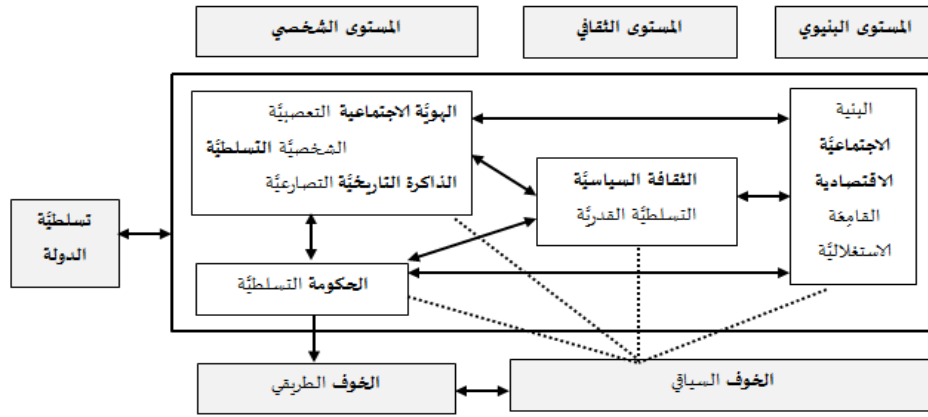 المستوى البنيوي
المستوى الثقافي
المستوى الشخصي
البنية
الاجتماعيَّة
الاقتصادية
القامِعَة
الاستغلاليَّة
الثقافة السياسيَّة
التسلطيَّة القدريَّة
الهويَّة الاجتماعية التعصبيَّة
الشخصيَّة التسلطيَّة
الذاكرة التاريخيَّة التصارعيَّة
الحكومة التسلطيَّة
تسلطيَّة
الدولة
الخوف السياقي
الخوف الطريقي